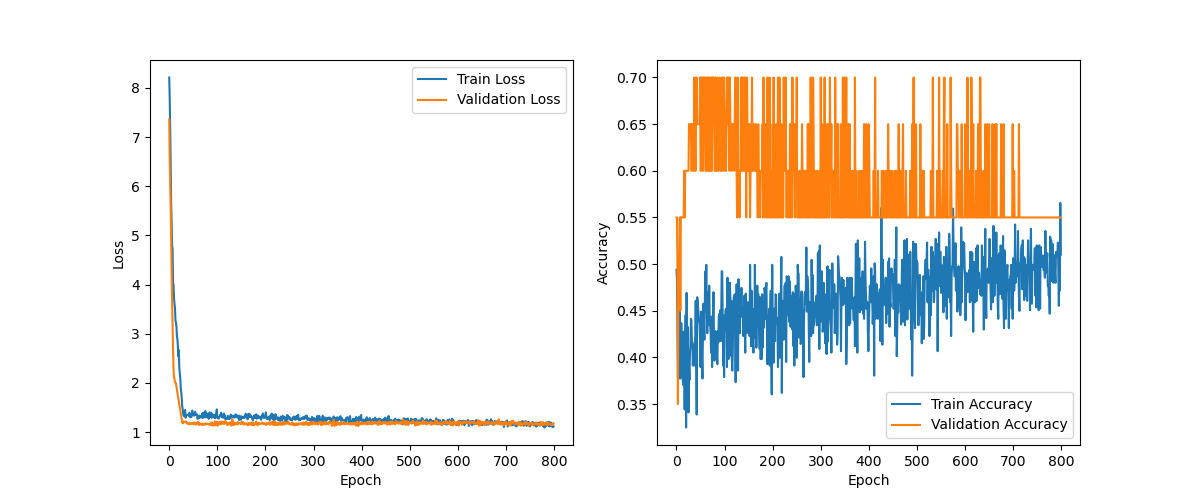 Train Loss
Validation Loss
8
7
6
5
4
3
2
1
Loss
0 100 200 300 400 500 600 700 800
Epoch
0.70
0.65
0.60
0.55
0.50
0.45
0.40
0.35
Accuracy
Train Accuracy
Validation Accuracy
0 100 200 300 400 500 600 700 800
Epoch